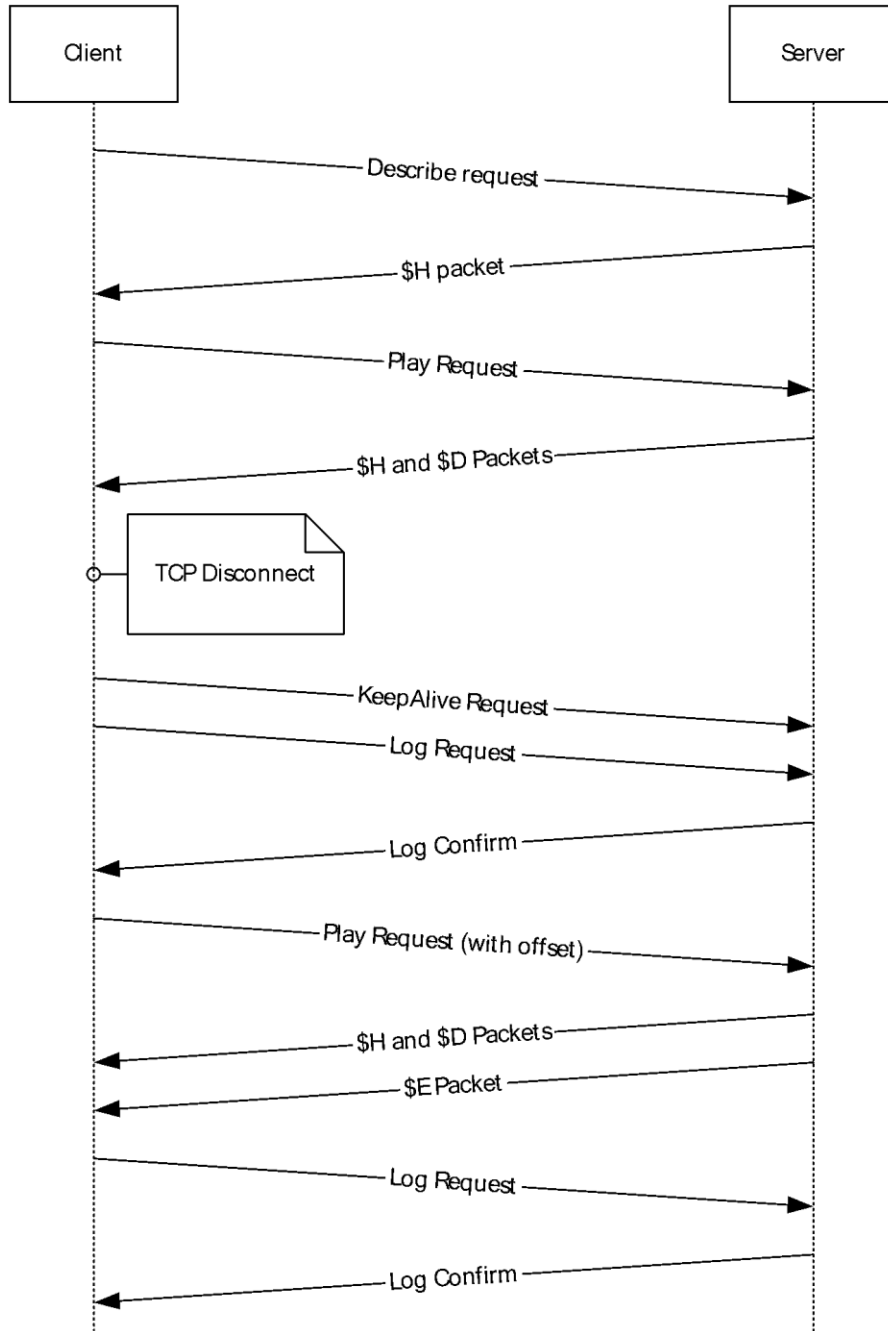 Client
Server
Describe request
$H packet
Play Request
$H and $D Packets
TCP Disconnect
KeepAlive Request
Log Request
Log Confirm
Play Request (with offset)
$H and $D Packets
$E Packet
Log Request
Log Confirm